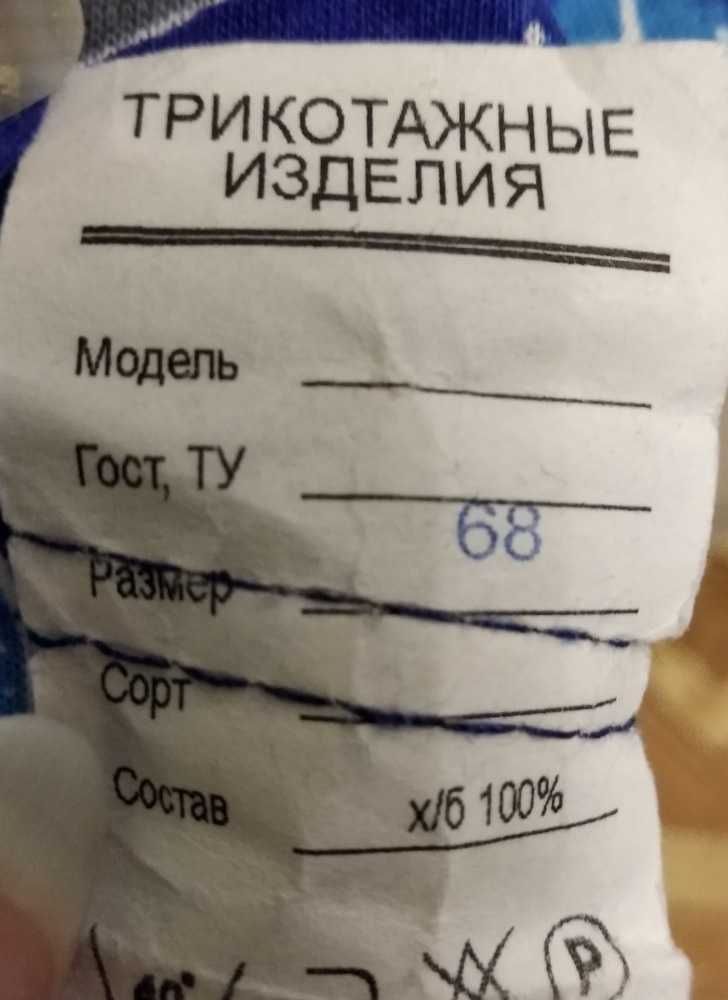 ТРИКОТАЖНЫЕ
ИЗДЕЛИЯ
Модель
Гост, ТУ
Размер 68
Сорт
Состав х/б 100%
P